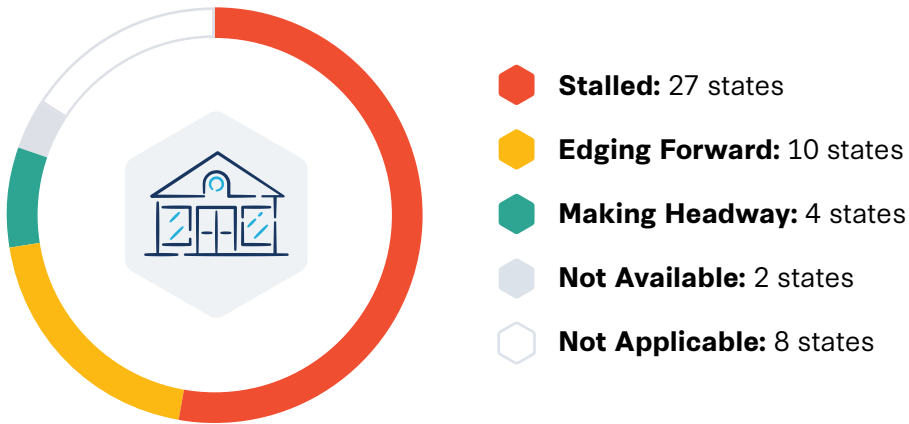 Stalled: 27 states
Edging Forward: 10 states
Making Headway: 4 states
Not Available: 2 states
Not Applicable: 8 states